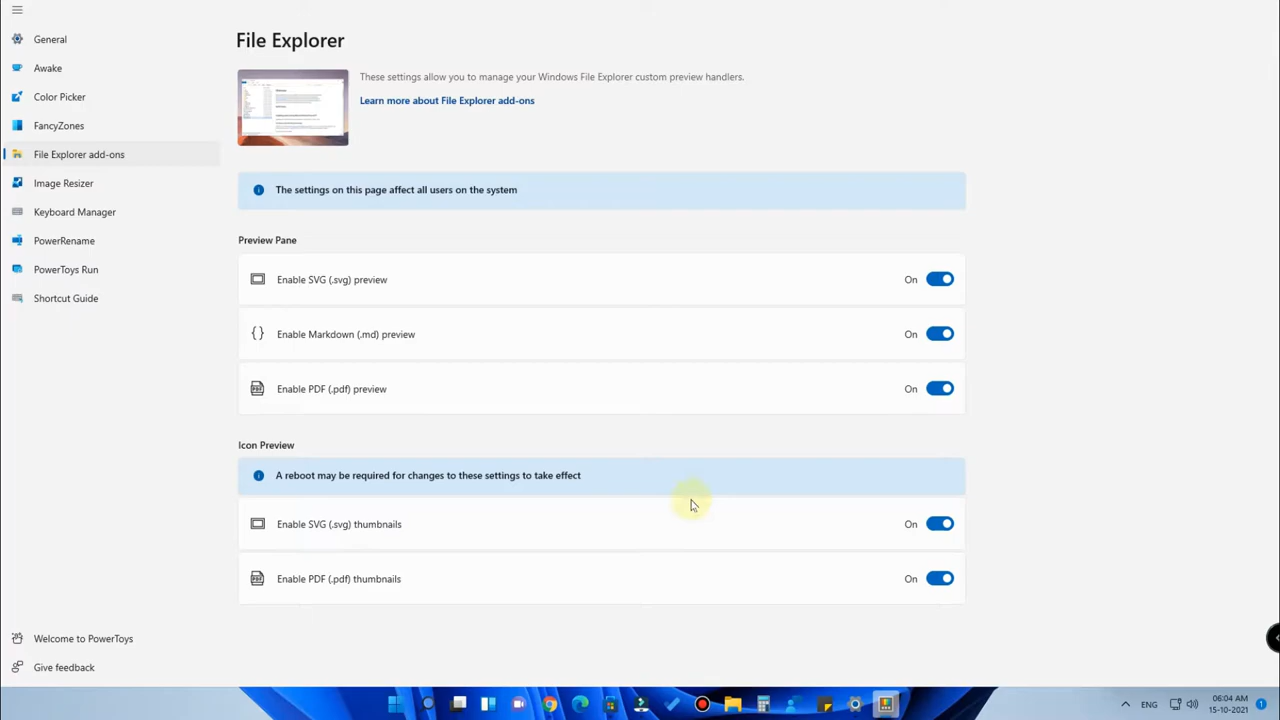 General
Awake
Color Picker
FancyZones
File Explorer add-ons
Image Resizer
Keyboard Manager
PowerRename
PowerToys Run
Shortcut Guide
Welcome to PowerToys
Give feedback
File Explorer
These settings allow you to manage your Windows File Explorer custom preview handlers.
Learn more about File Explorer add-ons
The settings on this page affect all users on the system
Preview Pane
Enable SVG (.svg) preview On
Enable Markdown (.md) preview On
Enable PDF (.pdf) preview On
Icon Preview
A reboot may be required for changes to these settings to take effect
Enable SVG (.svg) thumbnails On
Enable PDF (.pdf) thumbnails On
ENG
06:04 AM
15-10-2021